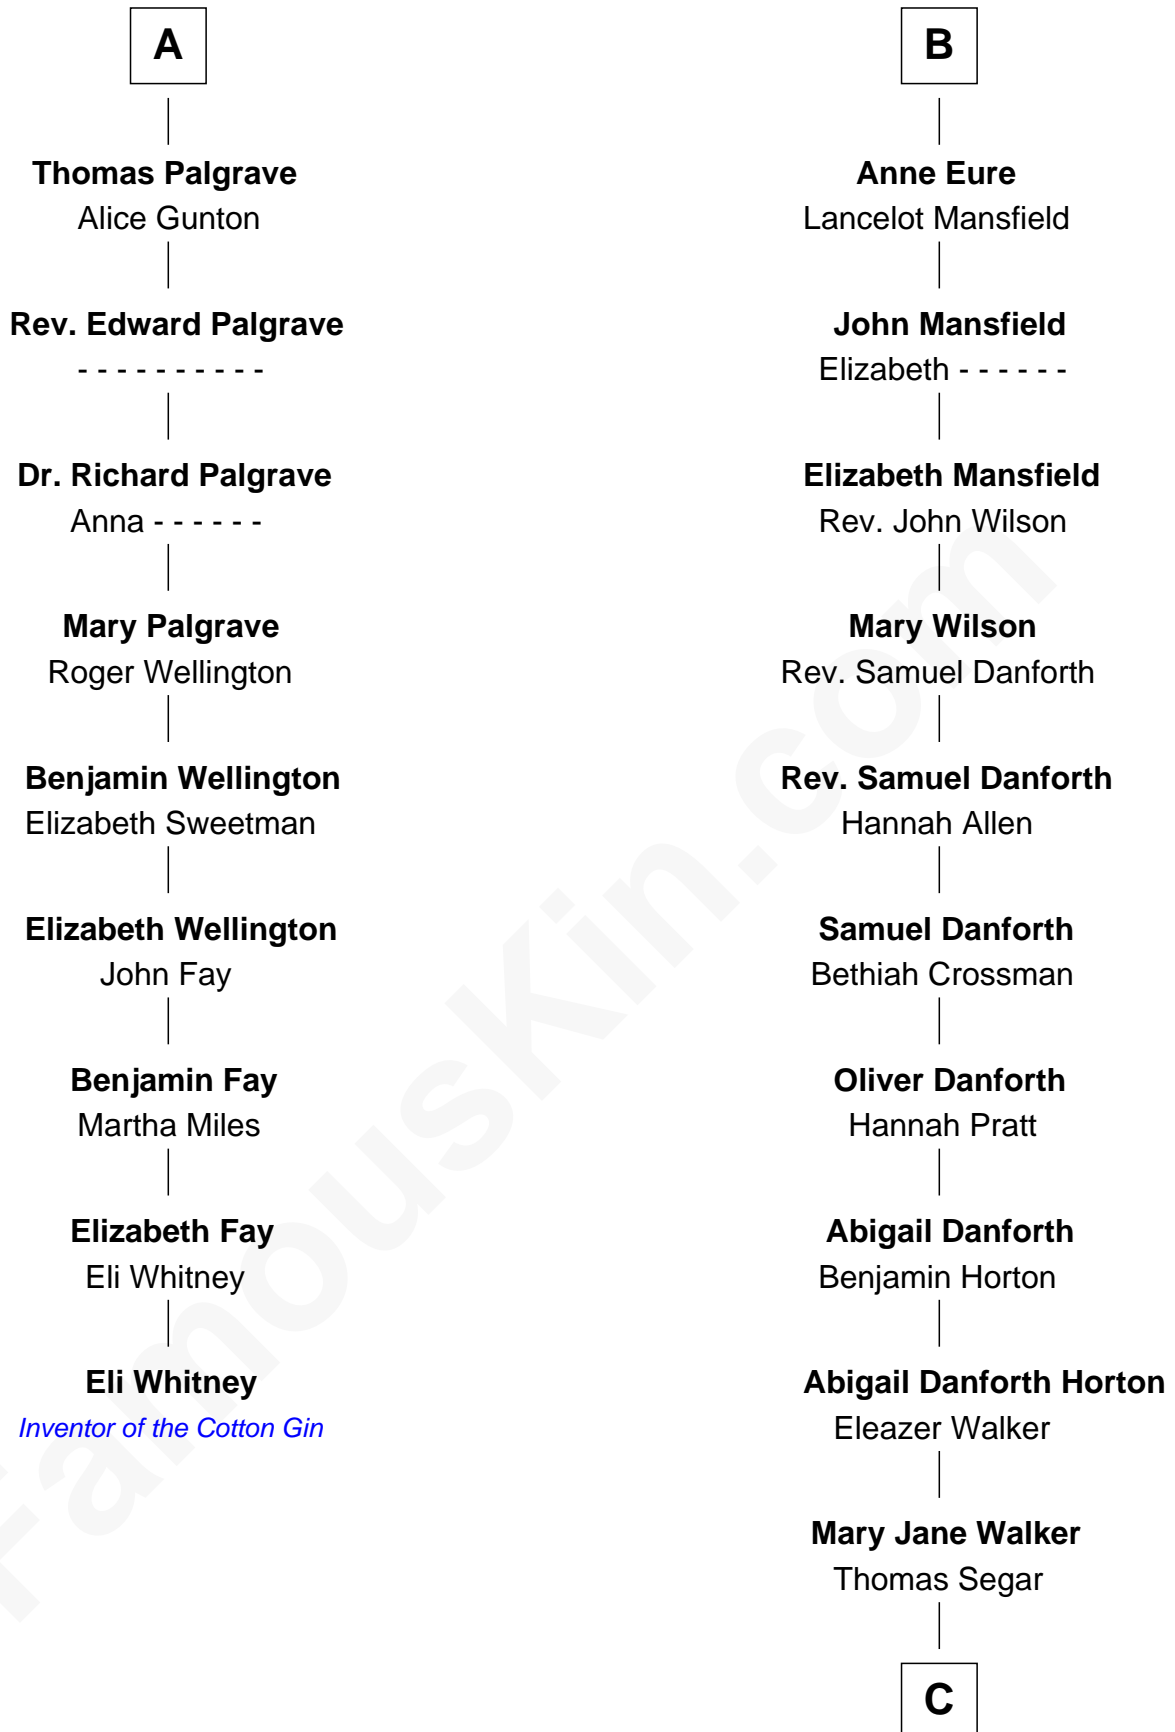 A
Thomas Palgrave
Alice Gunton
Rev. Edward Palgrave
- - - - - - - - - -
Dr. Richard Palgrave
Anna - - - - - -
Mary Palgrave
Roger Wellington
Benjamin Wellington
Elizabeth Sweetman
Elizabeth Wellington
John Fay
Benjamin Fay
Martha Miles
Elizabeth Fay
Eli Whitney
Eli Whitney
Inventor of the Cotton Gin
B
Anne Eure
Lancelot Mansfield
John Mansfield
Elizabeth - - - - - -
Elizabeth Mansfield
Rev. John Wilson
Mary Wilson
Rev. Samuel Danforth
Rev. Samuel Danforth
Hannah Allen
Samuel Danforth
Bethiah Crossman
Oliver Danforth
Hannah Pratt
Abigail Danforth
Benjamin Horton
Abigail Danforth Horton
Eleazer Walker
Mary Jane Walker
Thomas Segar
C
FamousKin.com